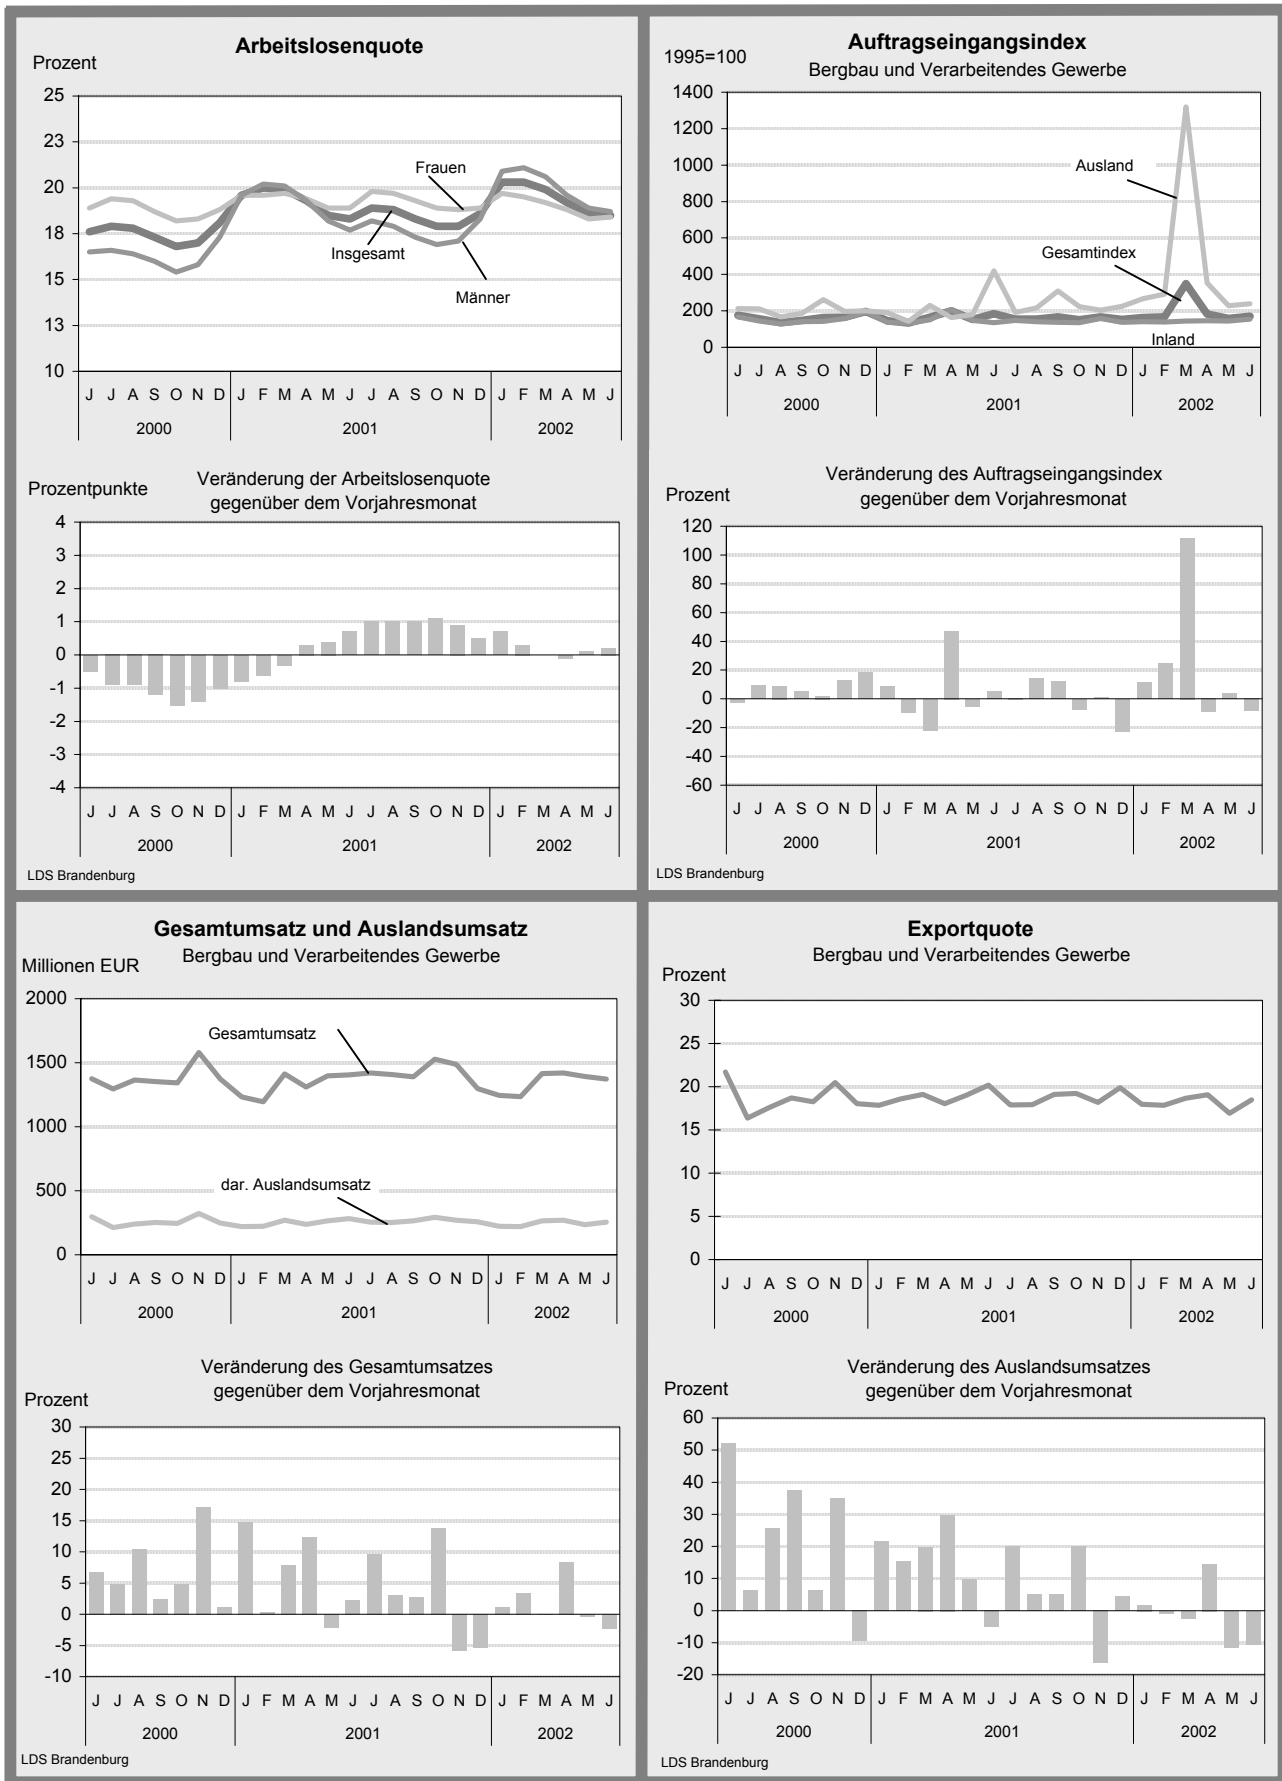 Arbeitslosenquote
Prozent
25
23
20
18
15
13
10
Frauen
Insgesamt
Männer
J J A S O N D J F M A M J J A S O N D J F M A M J
2000 2001 2002
Veränderung der Arbeitslosenquote
gegenüber dem Vorjahresmonat
Prozentpunkte
4
3
2
1
0
-1
-2
-3
-4
J J A S O N D J F M A M J J A S O N D J F M A M J
2000 2001 2002
LDS Brandenburg
Auftragseingangsindex
Bergbau und Verarbeitendes Gewerbe
1995=100
1400
1200
1000
800
600
400
200
0
Ausland
Gesamtindex
Inland
J J A S O N D J F M A M J J A S O N D J F M A M J
2000 2001 2002
Veränderung des Auftragseingangsindex
gegenüber dem Vorjahresmonat
Prozent
120
100
80
60
40
20
0
-20
-40
-60
J J A S O N D J F M A M J J A S O N D J F M A M J
2000 2001 2002
LDS Brandenburg
Gesamtumsatz und Auslandsumsatz
Bergbau und Verarbeitendes Gewerbe
Millionen EUR
2000
1500
1000
500
0
Gesamtumsatz
dar. Auslandsumsatz
J J A S O N D J F M A M J J A S O N D J F M A M J
2000 2001 2002
Veränderung des Gesamtumsatzes
gegenüber dem Vorjahresmonat
Prozent
30
25
20
15
10
5
0
-5
-10
J J A S O N D J F M A M J J A S O N D J F M A M J
2000 2001 2002
LDS Brandenburg
Exportquote
Bergbau und Verarbeitendes Gewerbe
Prozent
30
25
20
15
10
5
0
J J A S O N D J F M A M J J A S O N D J F M A M J
2000 2001 2002
Veränderung des Auslandsumsatzes
gegenüber dem Vorjahresmonat
Prozent
60
50
40
30
20
10
0
-10
-20
J J A S O N D J F M A M J J A S O N D J F M A M J
2000 2001 2002
LDS Brandenburg